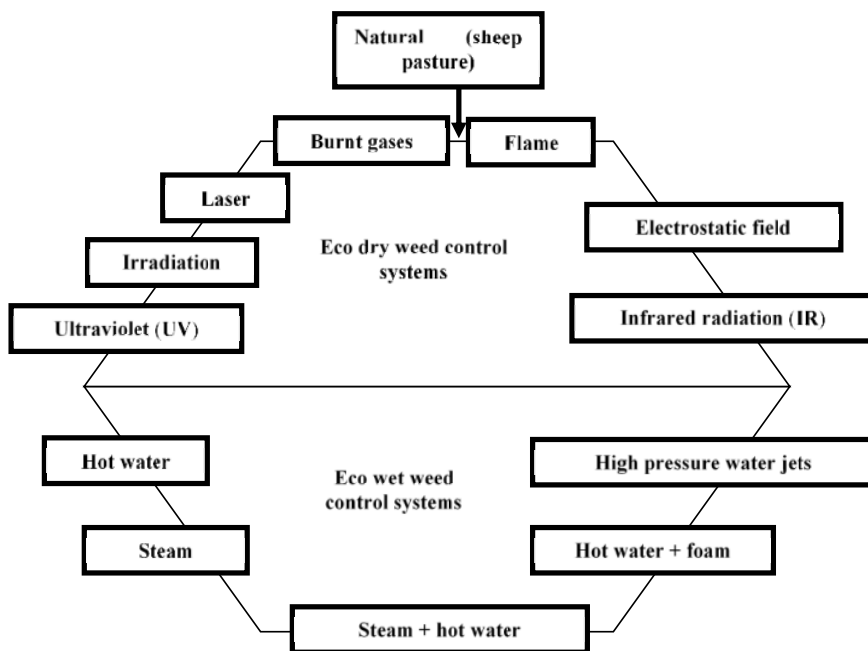 Natural (sheep
pasture)
Burnt gases
Flame
Laser
Electrostatic field
Eco dry weed control
systems
Irradiation
Infrared radiation (IR)
Ultraviolet (UV)
Hot water
High pressure water jets
Eco wet weed
control systems
Steam
Hot water + foam
Steam + hot water